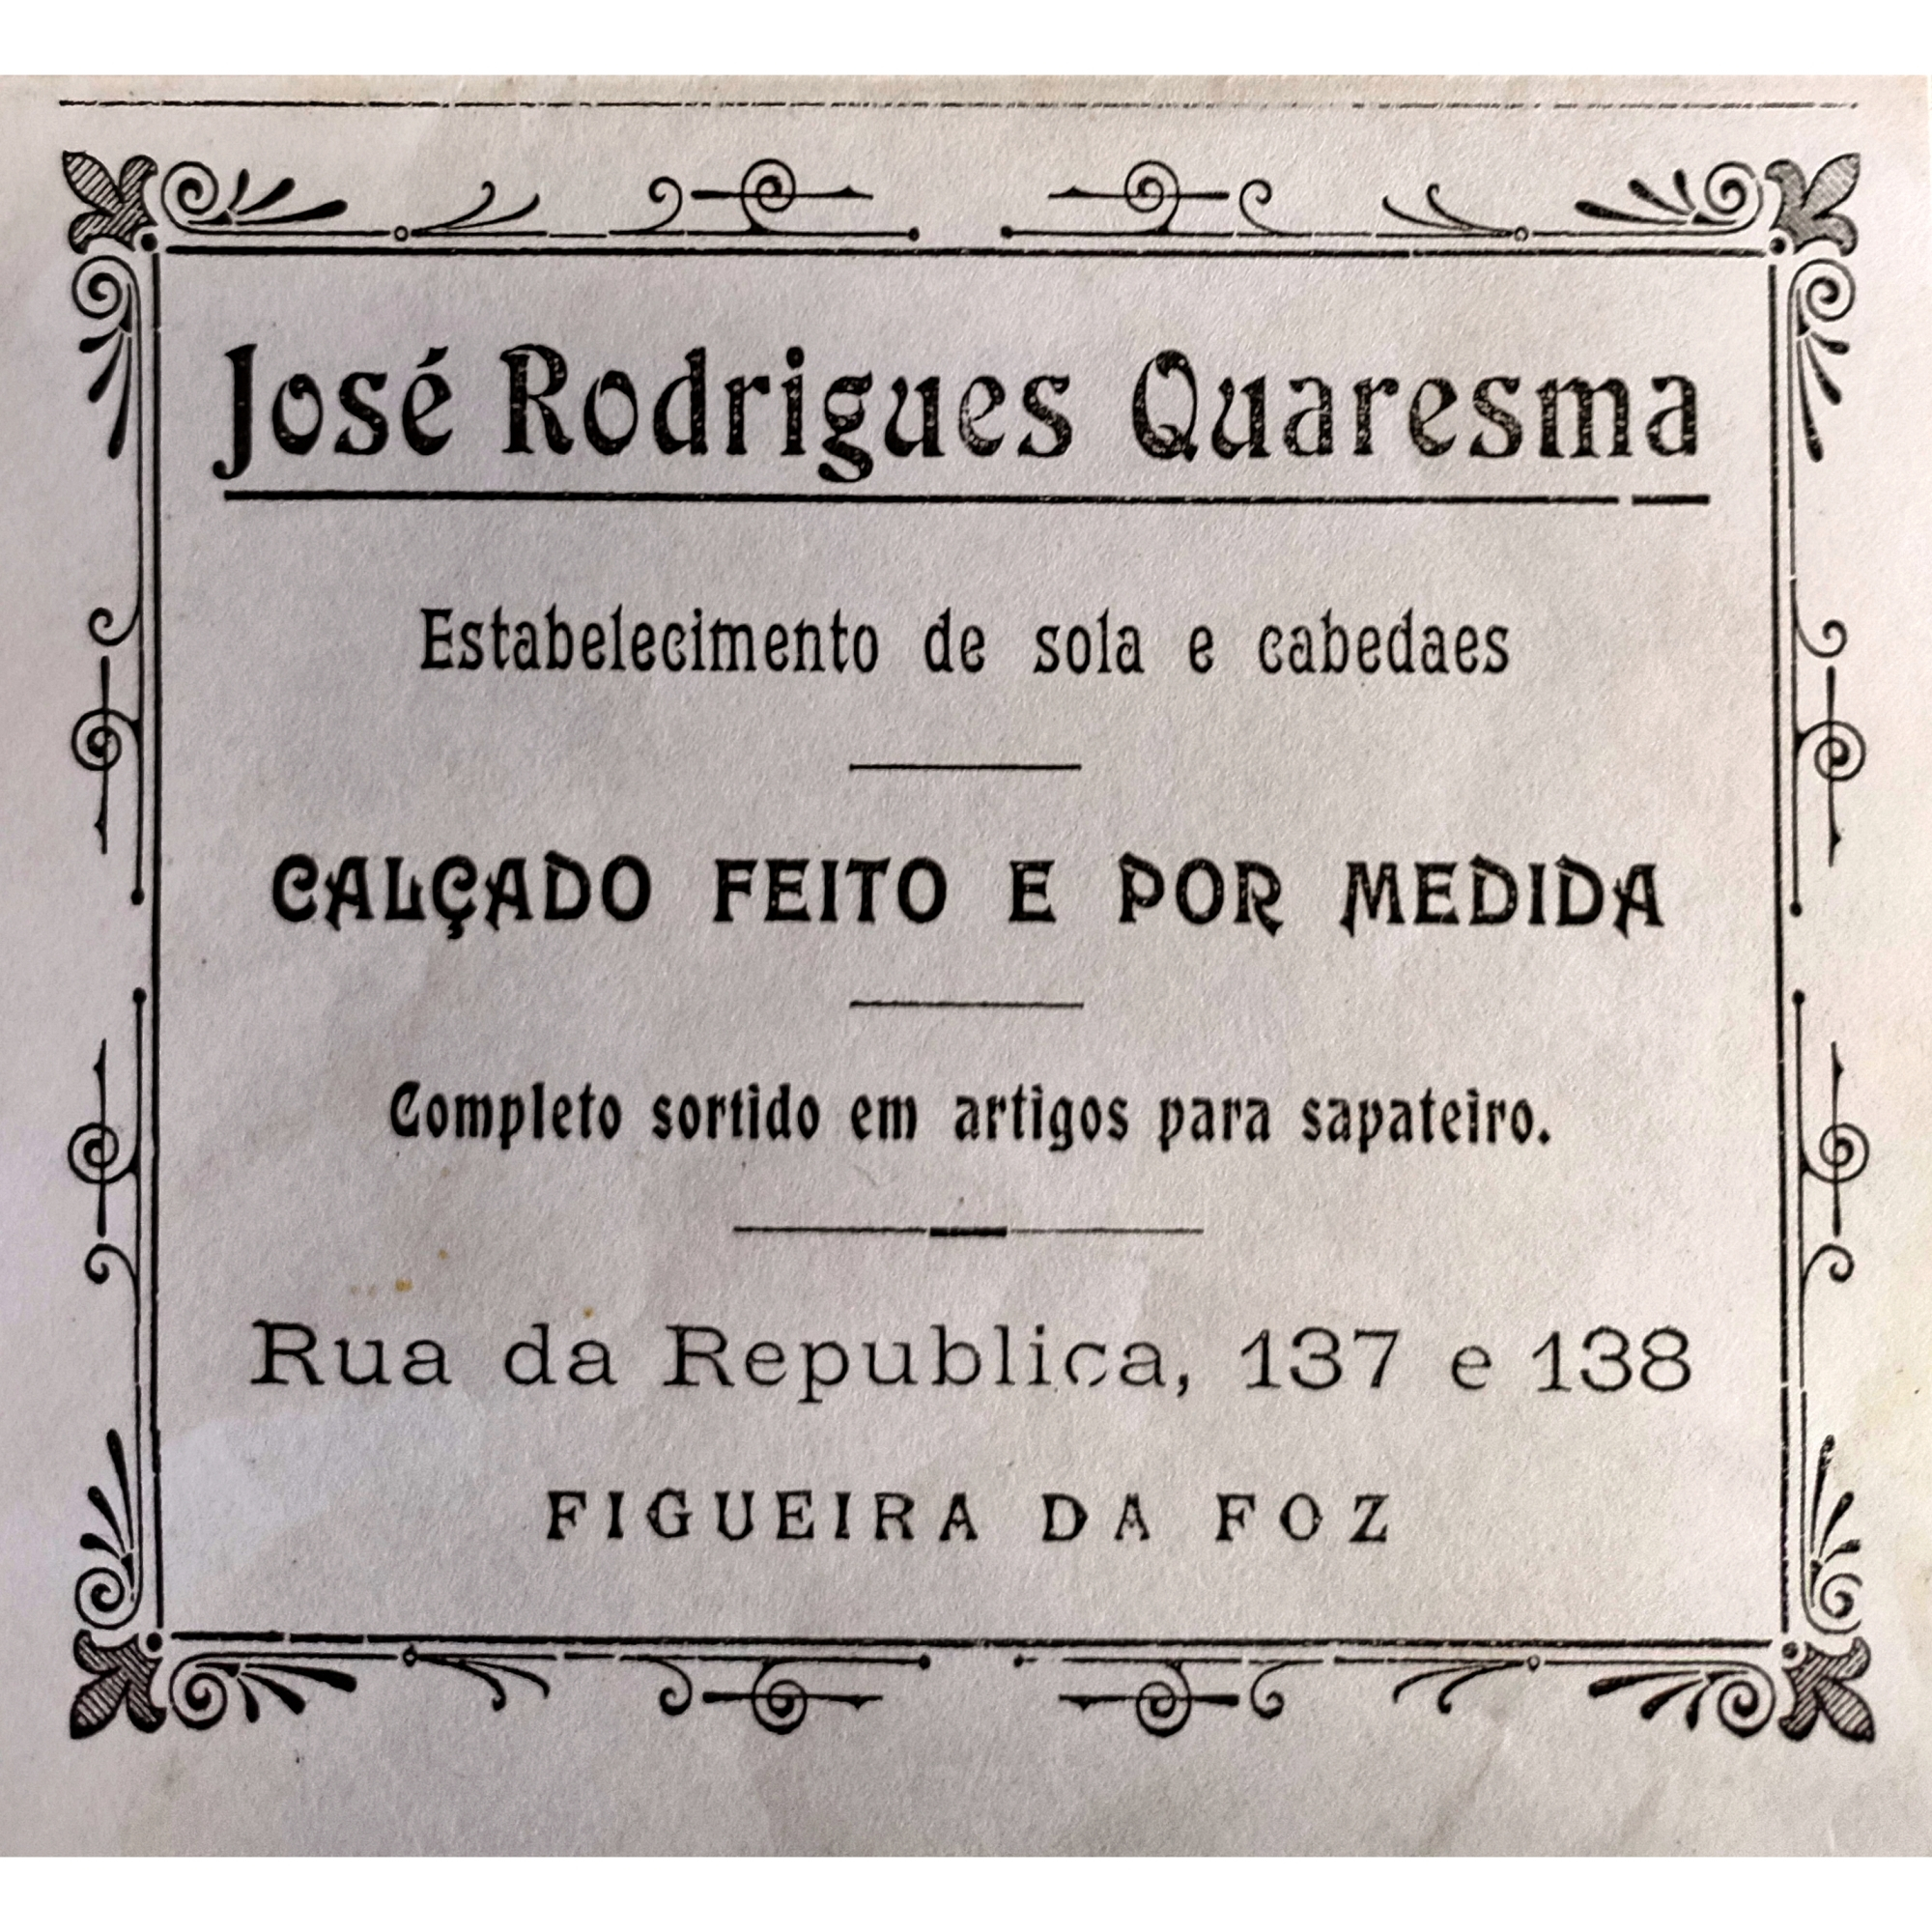 José Rodrigues Quaresma
Estabelecimento de sola e cabedaes
CALÇADO FEITO E POR MEDIDA
Completo sortido em artigos para sapateiro.
Rua da Republica, 137 e 138
FIGUEIRA DA FOZ